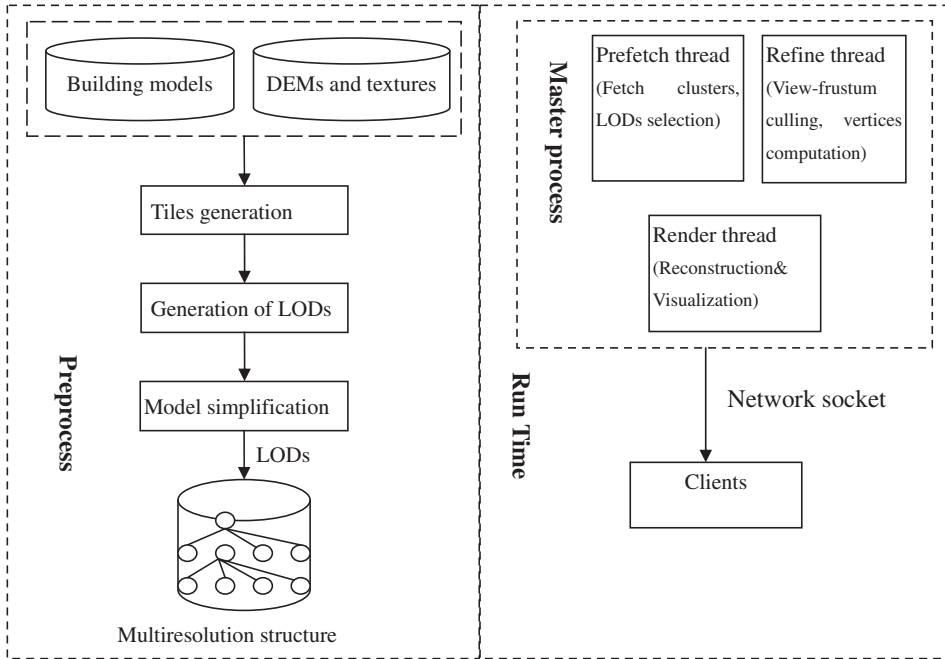 Building models
DEMs and textures
Tiles generation
Generation of LODs
Model simplification
LODs
Multiresolution structure
Preprocess
Prefetch thread
(Fetch clusters,
LODs selection)
Refine thread
(View-frustum
culling, vertices
computation)
Master process
Render thread
(Reconstruction&
Visualization)
Run Time
Network socket
Clients